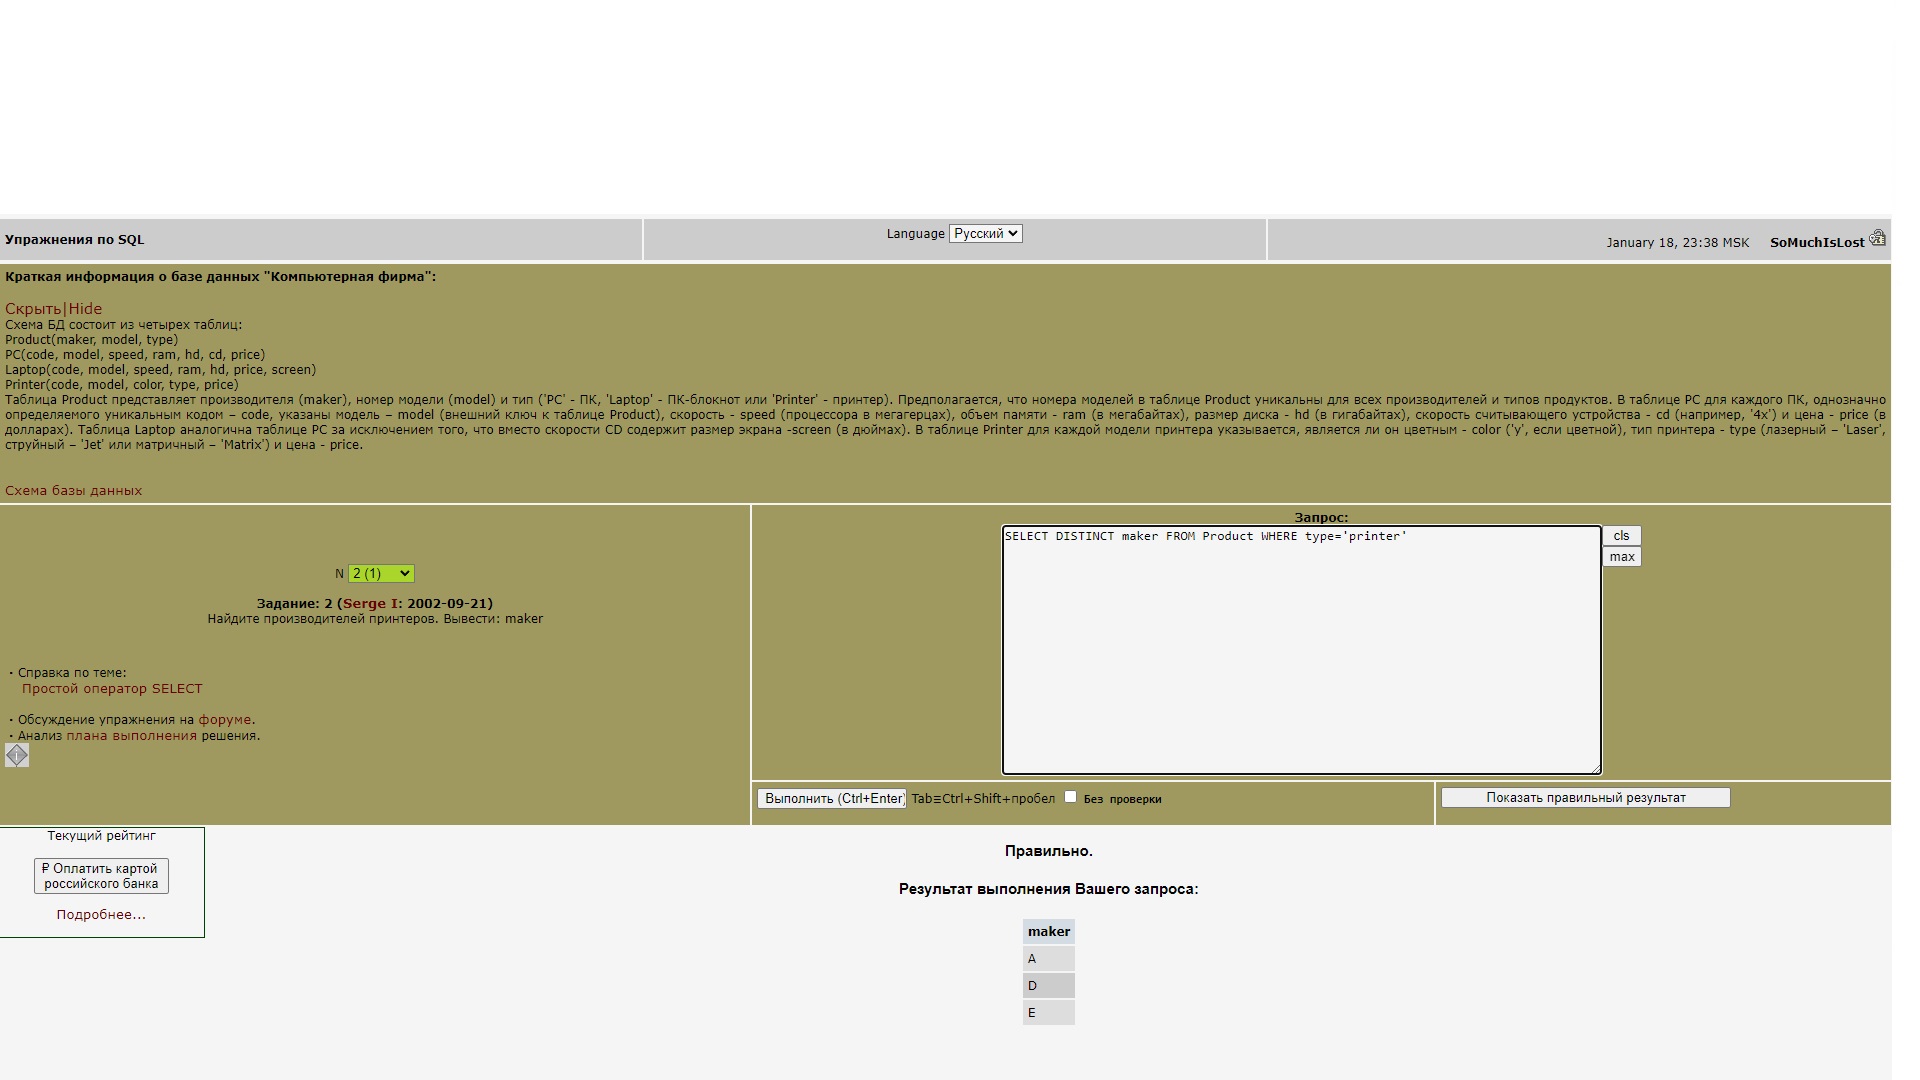 Упражнения по SQL
Language Русский
January 18, 23:38 MSK SoMuchIsLost
Краткая информация о базе данных "Компьютерная фирма":
Скрыть|Hide
Схема БД состоит из четырех таблиц:
Product(maker, model, type)
PC(code, model, speed, ram, hd, cd, price)
Laptop(code, model, speed, ram, hd, price, screen)
Printer(code, model, color, type, price)
Таблица Product представляет производителя (maker), номер модели (model) и тип ('PC' - ПК, 'Laptop' - ПК-блокнот или 'Printer' - принтер). Предполагается, что номера моделей в таблице Product уникальны для всех производителей и типов продуктов. В таблице PC для каждого ПК, однозначно
определяемого уникальным кодом – code, указаны модель – model (внешний ключ к таблице Product), скорость - speed (процессора в мегагерцах), объем памяти - ram (в мегабайтах), размер диска - hd (в гигабайтах), скорость считывающего устройства - cd (например, '4x') и цена - price (в
долларах). Таблица Laptop аналогична таблице РС за исключением того, что вместо скорости CD содержит размер экрана -screen (в дюймах). В таблице Printer для каждой модели принтера указывается, является ли он цветным - color ('y', если цветной), тип принтера - type (лазерный – 'Laser',
струйный – 'Jet' или матричный – 'Matrix') и цена - price.
Схема базы данных
N 2 (1)
Задание: 2 (Serge I: 2002-09-21)
Найдите производителей принтеров. Вывести: maker
· Справка по теме:
Простой оператор SELECT
· Обсуждение упражнения на форуме.
· Анализ плана выполнения решения.
Запрос:
SELECT DISTINCT maker FROM Product WHERE type='printer'
cls
max
Выполнить (Ctrl+Enter) Tab≡Ctrl+Shift+пробел Без проверки
Показать правильный результат
Текущий рейтинг
₽ Оплатить картой
российского банка
Подробнее...
Правильно.
Результат выполнения Вашего запроса:
maker
A
D
E